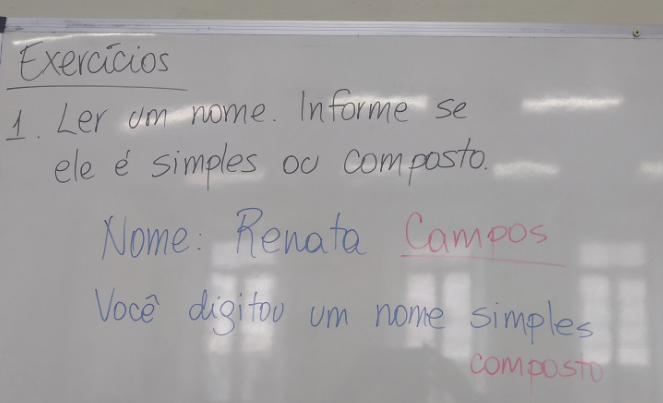 Exercícios
1. Ler um nome. Informe se
ele é simples ou composto.
Nome: Renata Campos
Você digitou um nome simples
composto